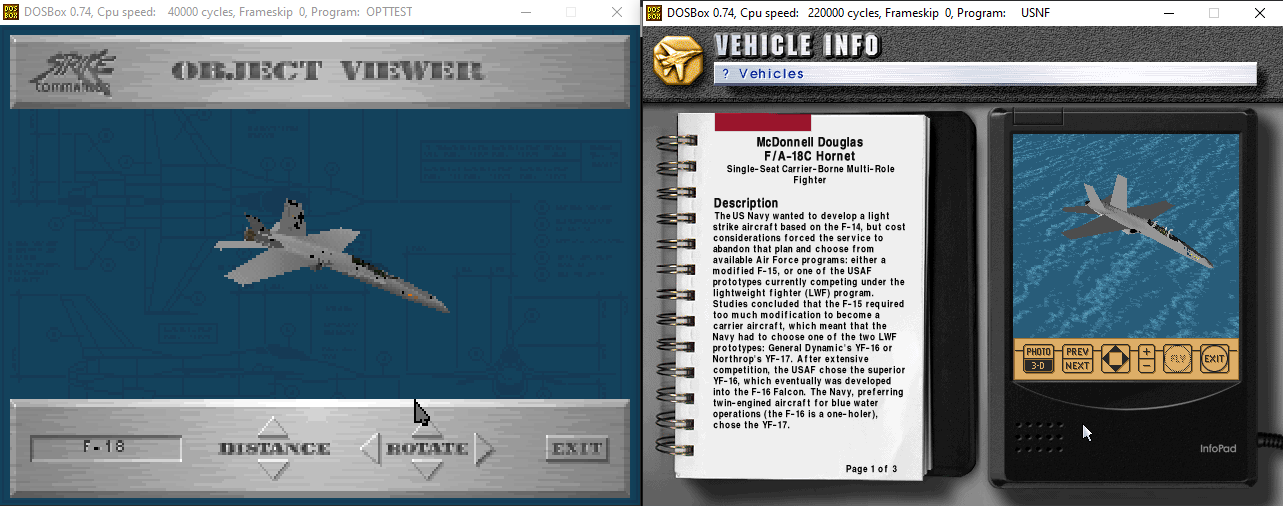 DOSBox 0.74, Cpu speed: 40000 cycles, Frameskip 0, Program: OPTTEST
STRIKE
COMMANDER
OBJECT VIEWER
F-18
DISTANCE
ROTATE
EXIT
DOSBox 0.74, Cpu speed: 220000 cycles, Frameskip 0, Program: USNF
VEHICLE INFO
? Vehicles
McDonnell Douglas
F/A-18C Hornet
Single-Seat Carrier-Borne Multi-Role
Fighter
Description
The US Navy wanted to develop a light
strike aircraft based on the F-14, but cost
considerations forced the service to
abandon that plan and choose from
available Air Force programs: either a
modified F-15, or one of the USAF
prototypes currently competing under the
lightweight fighter (LWF) program.
Studies concluded that the F-15 required
too much modification to become a
carrier aircraft, which meant that the
Navy had to choose one of the two LWF
prototypes: General Dynamic's YF-16 or
Northrop's YF-17. After extensive
competition, the USAF chose the superior
YF-16, which eventually was developed
into the F-16 Falcon. The Navy, preferring
twin-engined aircraft for blue water
operations (the F-16 is a one-holer),
chose the YF-17.
Page 1 of 3
PHOTO
3-D
PREV
NEXT
+
-
FLY
EXIT
InfoPad